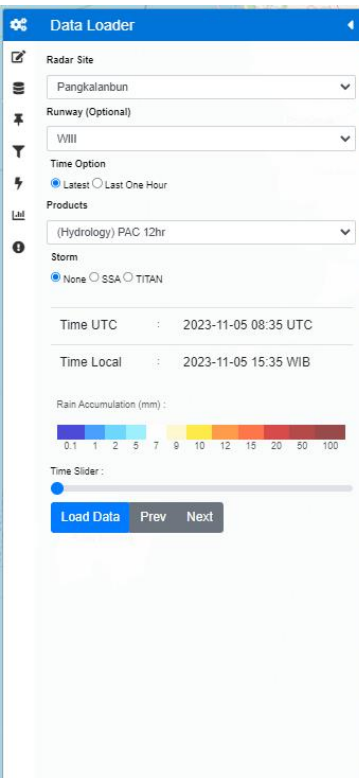 Data Loader
Radar Site
Pangkalanbun
Runway (Optional)
WIII
Time Option
Latest Last One Hour
Products
(Hydrology) PAC 12hr
Storm
None SSA TITAN
Time UTC : 2023-11-05 08:35 UTC
Time Local : 2023-11-05 15:35 WIB
Rain Accumulation (mm) :
0.1 1 2 5 7 9 10 12 15 20 50 100
Time Slider :
Load Data Prev Next